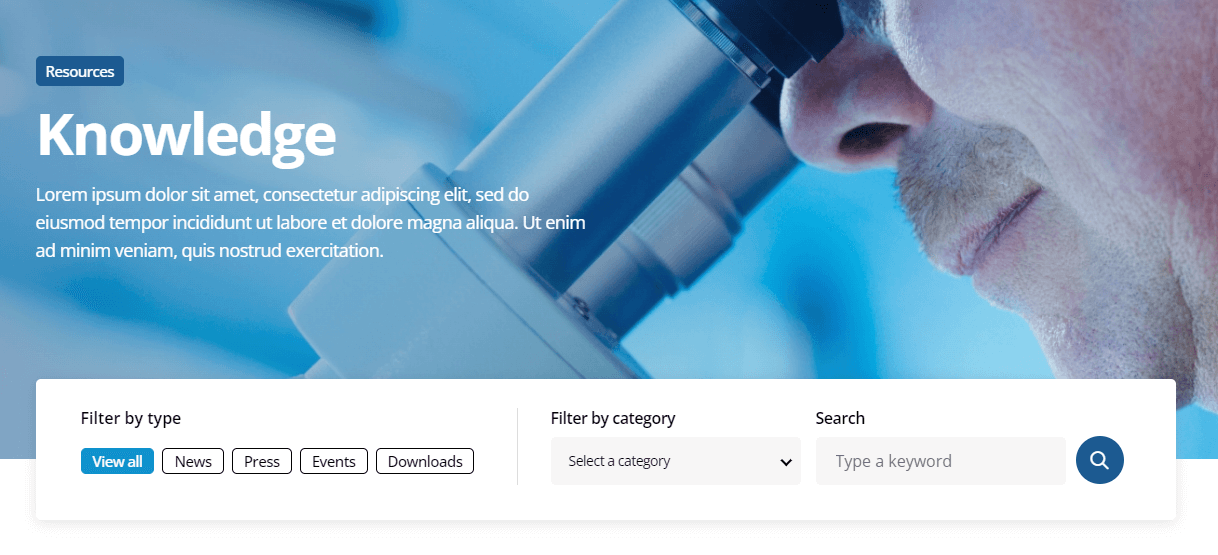 Resources
Knowledge
Lorem ipsum dolor sit amet, consectetur adipiscing elit, sed do
eiusmod tempor incididunt ut labore et dolore magna aliqua. Ut enim
ad minim veniam, quis nostrud exercitation.
Filter by type
View all News Press Events Downloads
Filter by category
Select a category
Search
Type a keyword